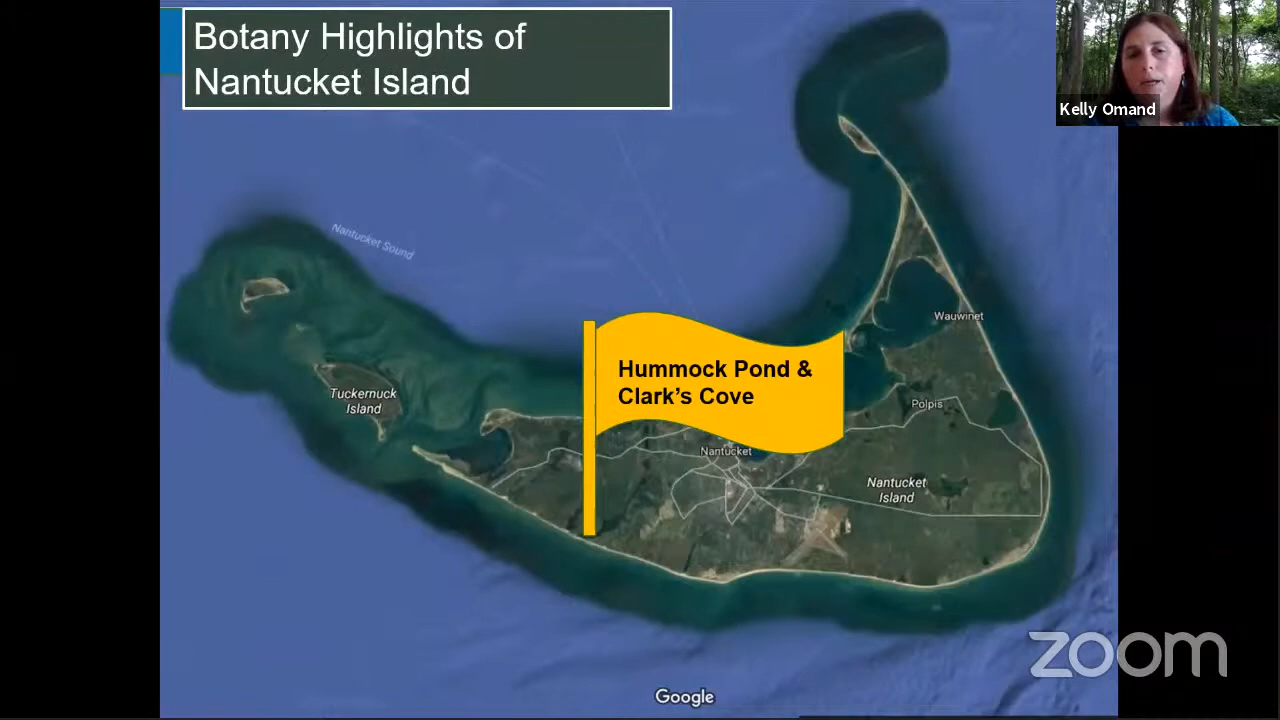 Botany Highlights of
Nantucket Island
Kelly Omand
Nantucket Sound
Wauwinet
Hummock Pond &
Clark's Cove
Tuckernuck
Island
Polpis
Nantucket
Nantucket
Island
zoom
Google